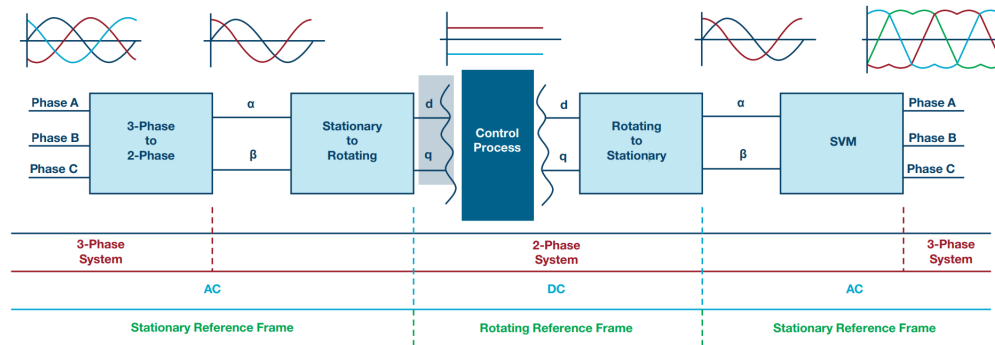 Phase A
Phase B
Phase C
3-Phase
to
2-Phase
α
β
Stationary
to
Rotating
d
q
Control
Process
d
q
Rotating
to
Stationary
α
β
SVM
Phase A
Phase B
Phase C
3-Phase
System
2-Phase
System
3-Phase
System
AC
DC
AC
Stationary Reference Frame
Rotating Reference Frame
Stationary Reference Frame